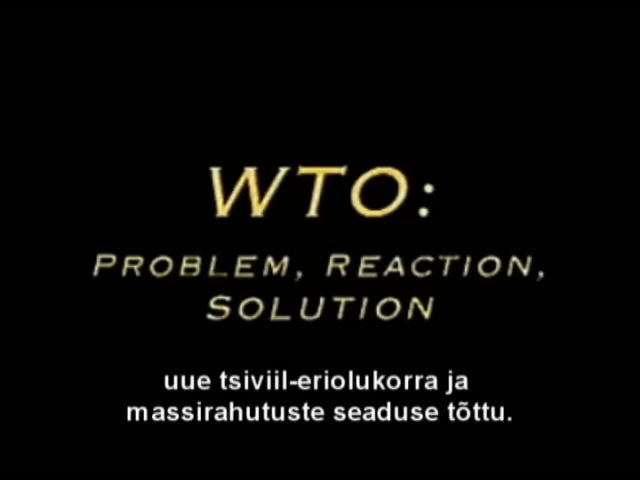 WTO:
PROBLEM, REACTION,
SOLUTION
uue tsiviil-eriolukorra ja
massirahutuste seaduse tõttu.